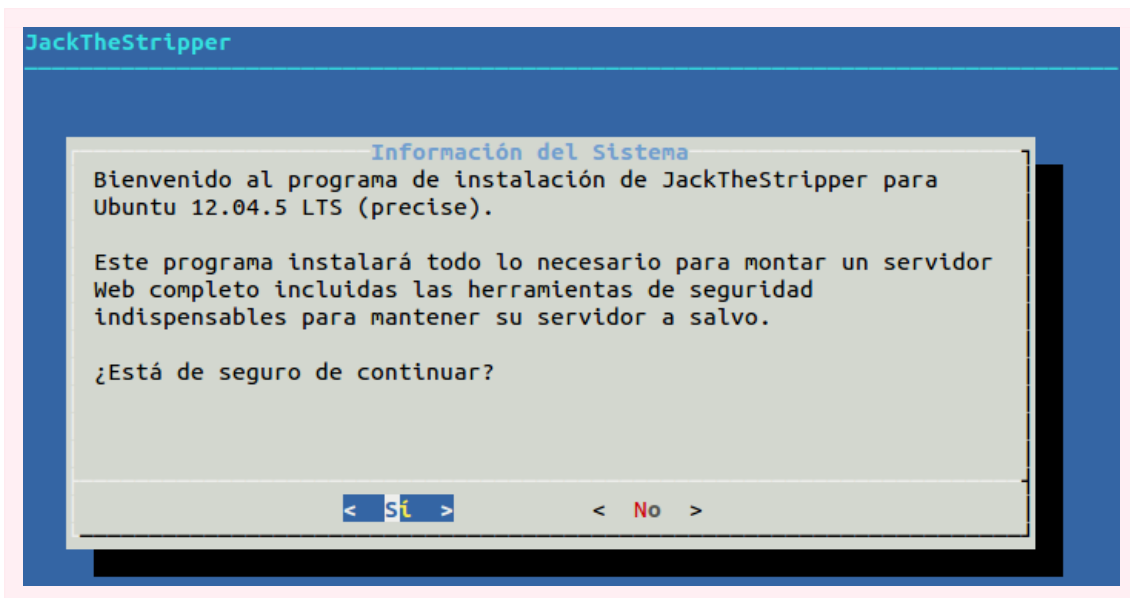 JackTheStripper
Información del Sistema
Bienvenido al programa de instalación de JackTheStripper para
Ubuntu 12.04.5 LTS (precise).
Este programa instalará todo lo necesario para montar un servidor
Web completo incluidas las herramientas de seguridad
indispensables para mantener su servidor a salvo.
¿Está de seguro de continuar?
< Sí > < No >